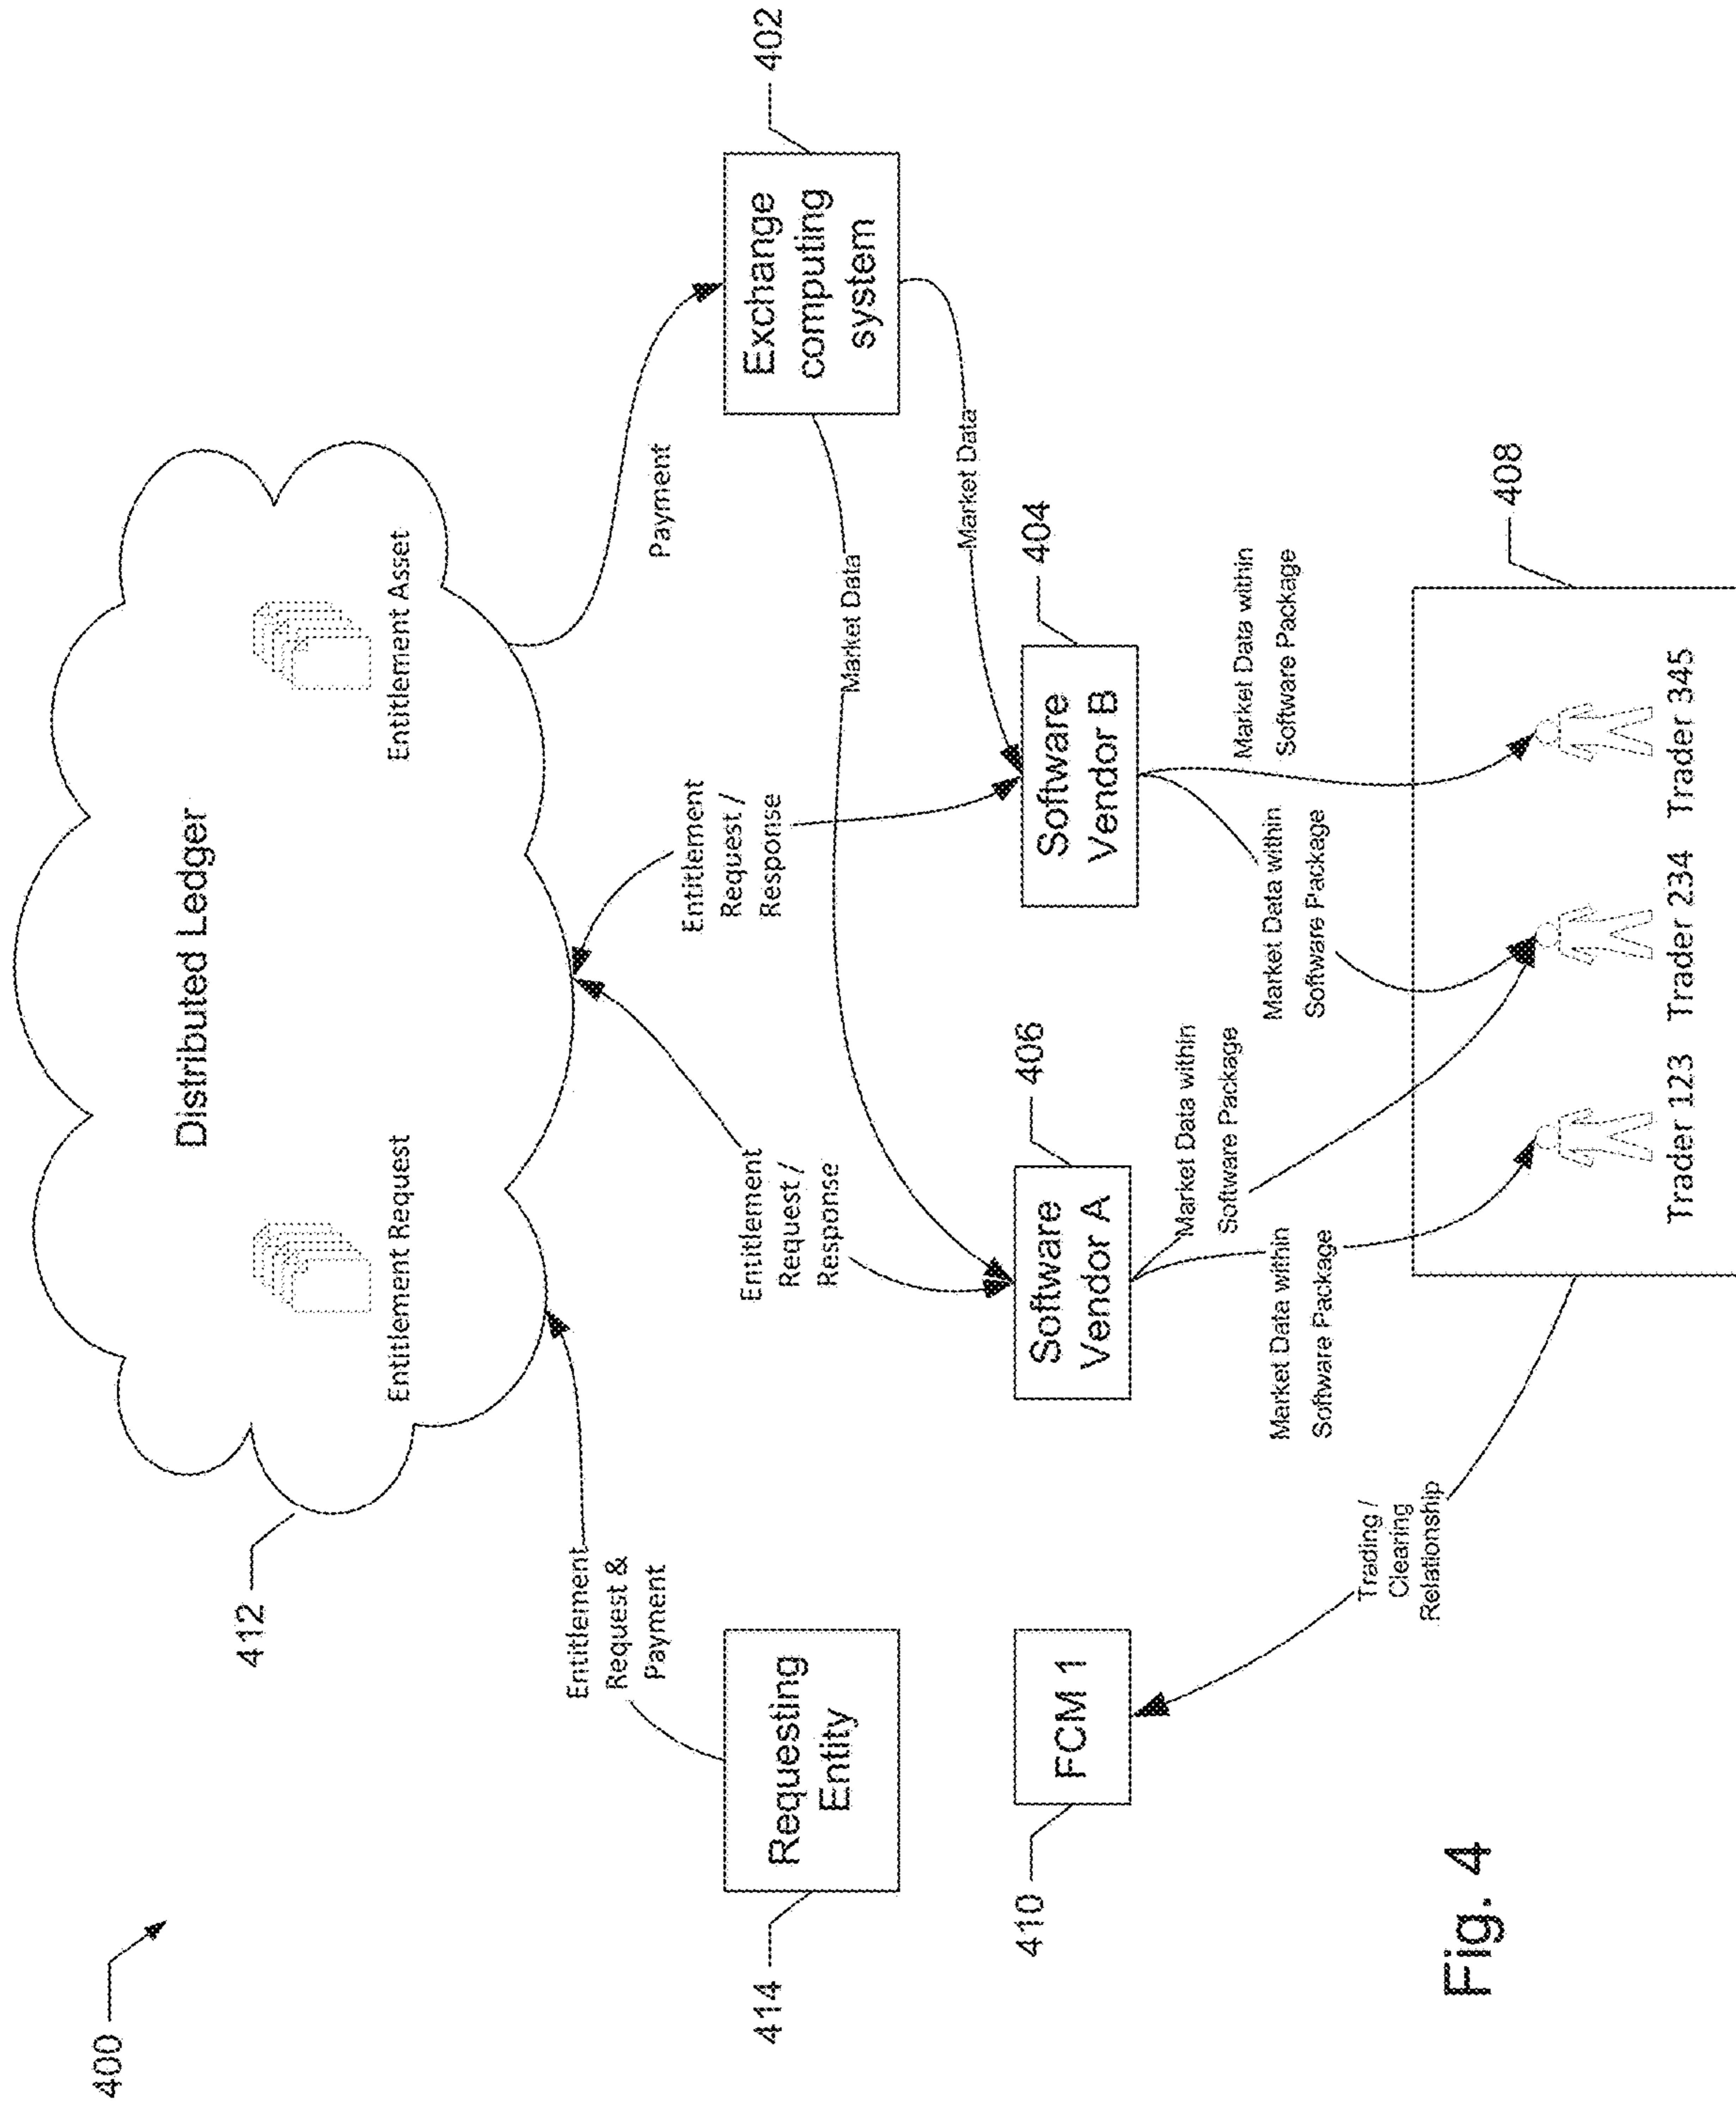 400
412
Distributed Ledger
Entitlement Request
Entitlement Asset
Entitlement
Request &
Payment
Payment
414
Requesting
Entity
Entitlement
Request /
Response
Entitlement
Request /
Response
Market Data
Market Data
402
Exchange
computing
system
410
FCM 1
406
Software
Vendor A
404
Software
Vendor B
Market Data within
Software Package
Market Data within
Software Package
Market Data within
Software Package
Market Data within
Software Package
Trading /
Clearing
Relationship
408
Trader 123
Trader 234
Trader 345
Fig. 4